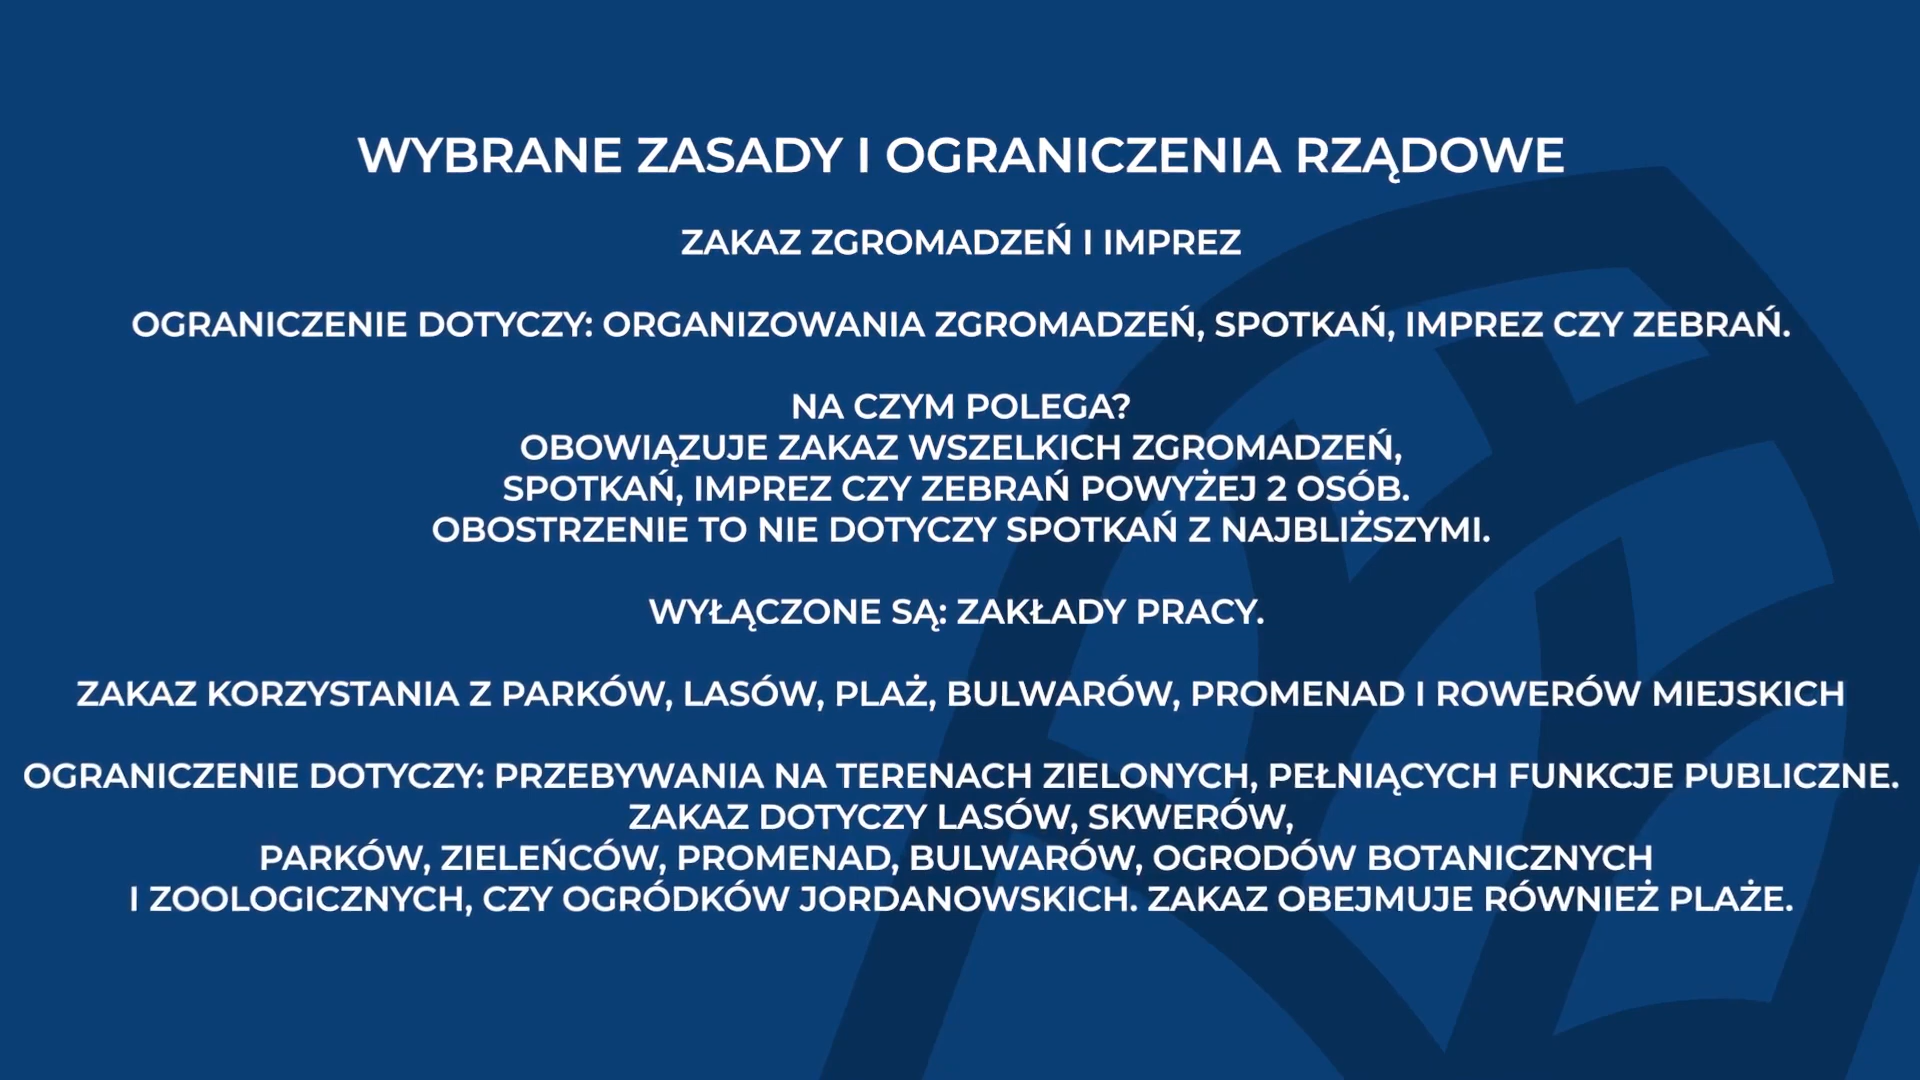 WYBRANE ZASADY I OGRANICZENIA RZĄDOWE
ZAKAZ ZGROMADZEŃ I IMPREZ
OGRANICZENIE DOTYCZY: ORGANIZOWANIA ZGROMADZEŃ, SPOTKAŃ, IMPREZ CZY ZEBRAŃ.
NA CZYM POLEGA?
OBOWIĄZUJE ZAKAZ WSZELKICH ZGROMADZEŃ,
SPOTKAŃ, IMPREZ CZY ZEBRAŃ POWYŻEJ 2 OSÓB.
OBOSTRZENIE TO NIE DOTYCZY SPOTKAŃ Z NAJBLIŻSZYMI.
WYŁĄCZONE SĄ: ZAKŁADY PRACY.
ZAKAZ KORZYSTANIA Z PARKÓW, LASÓW, PLAŻ, BULWARÓW, PROMENAD I ROWERÓW MIEJSKICH
OGRANICZENIE DOTYCZY: PRZEBYWANIA NA TERENACH ZIELONYCH, PEŁNIĄCYCH FUNKCJE PUBLICZNE.
ZAKAZ DOTYCZY LASÓW, SKWERÓW,
PARKÓW, ZIELEŃCÓW, PROMENAD, BULWARÓW, OGRODÓW BOTANICZNYCH
I ZOOLOGICZNYCH, CZY OGRÓDKÓW JORDANOWSKICH. ZAKAZ OBEJMUJE RÓWNIEŻ PLAŻE.